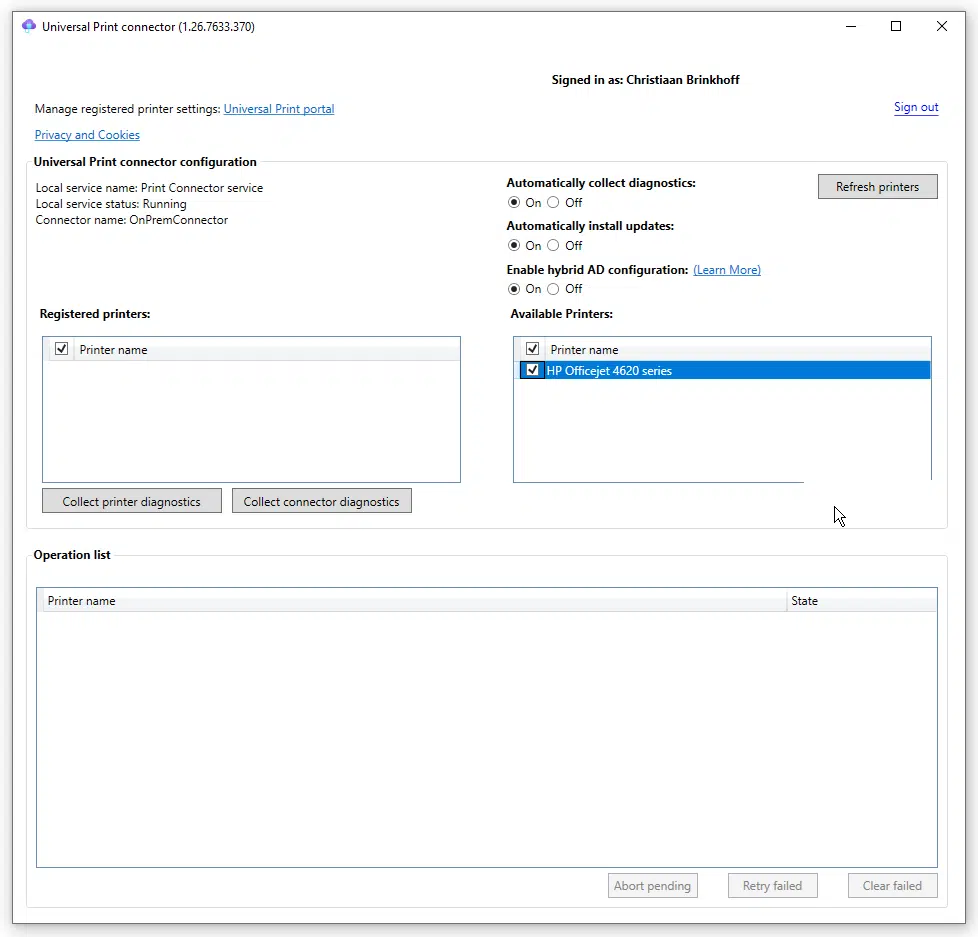 Universal Print connector (1.26.7633.370)
Signed in as: Christiaan Brinkhoff
Manage registered printer settings: Universal Print portal
Sign out
Privacy and Cookies
Universal Print connector configuration
Local service name: Print Connector service
Local service status: Running
Connector name: OnPremConnector
Automatically collect diagnostics:
On Off
Refresh printers
Automatically install updates:
On Off
Enable hybrid AD configuration: (Learn More)
On Off
Registered printers:
Printer name
Available Printers:
Printer name
HP Officejet 4620 series
Collect printer diagnostics
Collect connector diagnostics
Operation list
Printer name
State
Abort pending
Retry failed
Clear failed